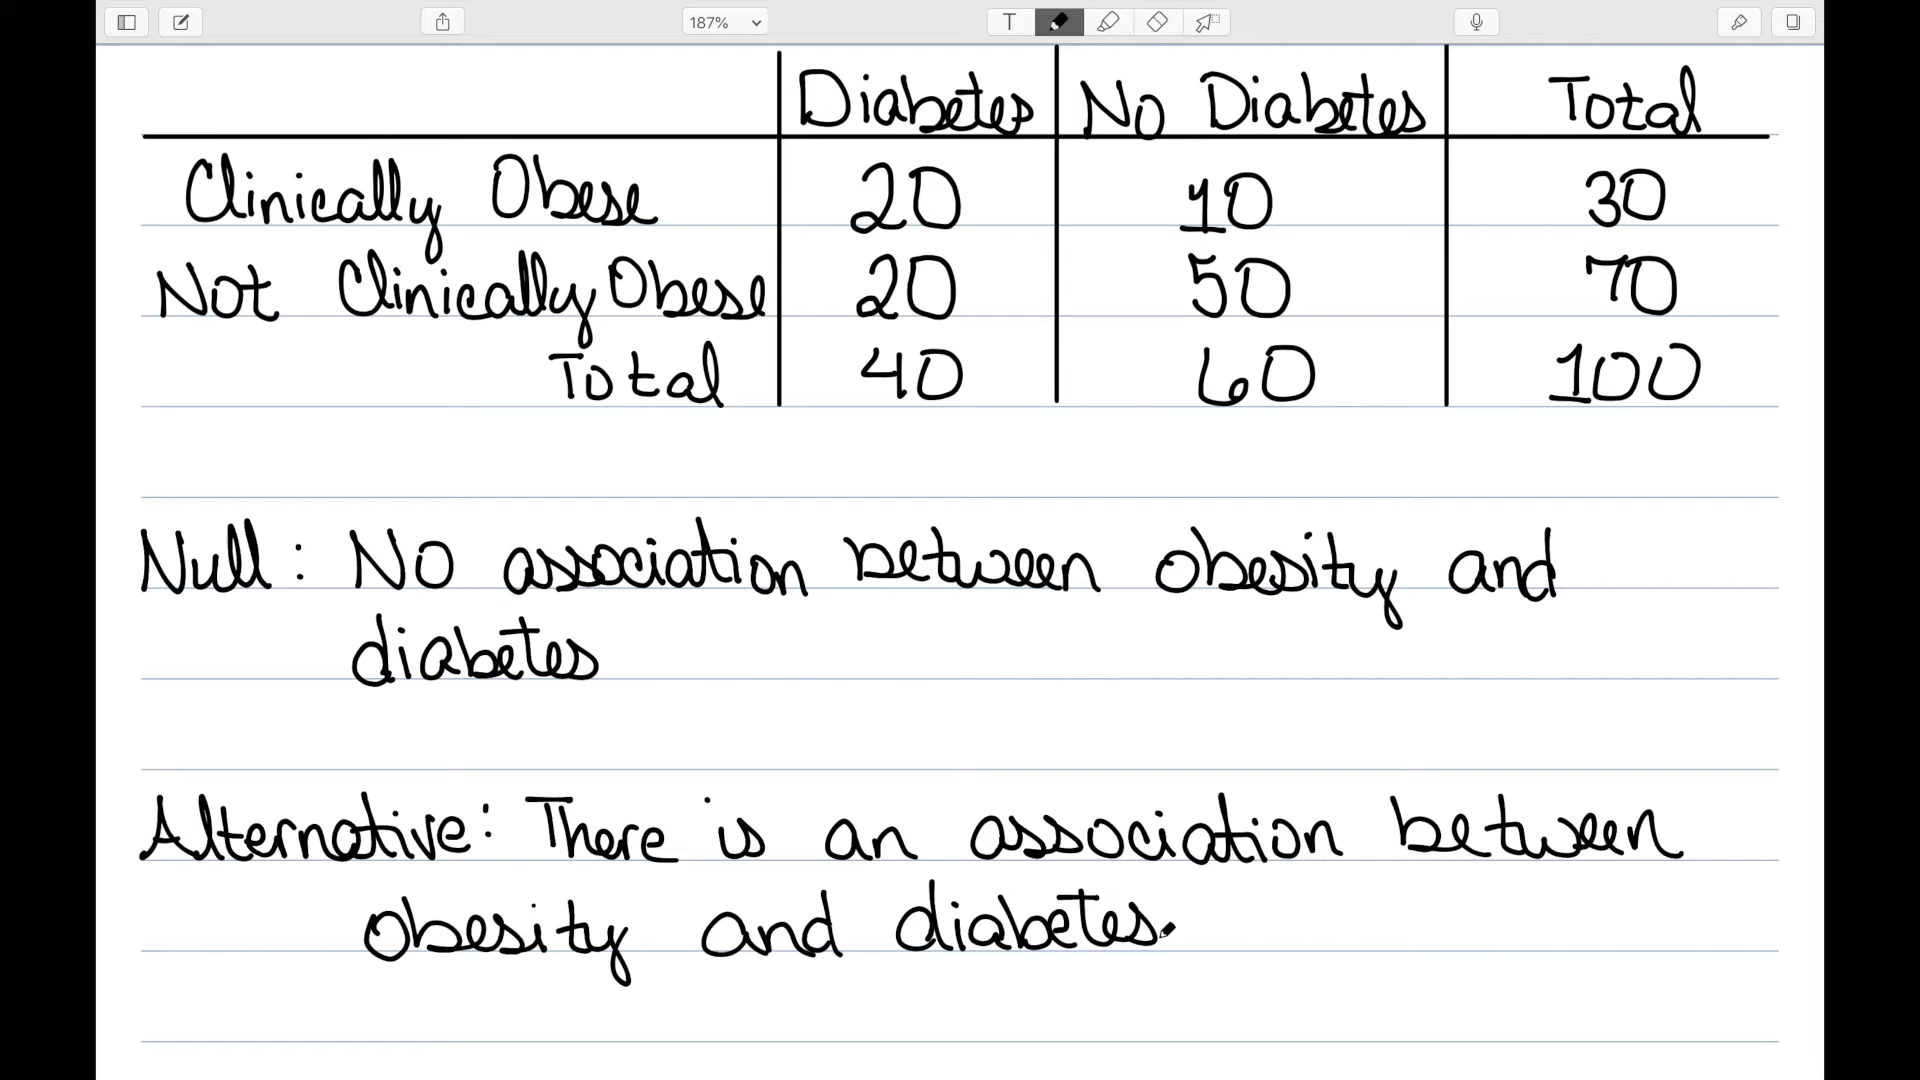 187%
T
Diabetes No Diabetes Total
Clinically Obese 20 10 30
Not Clinically Obese 20 50 70
Total 40 60 100
Null: No association between obesity and
diabetes
Alternative: There is an association between
obesity and diabetes.